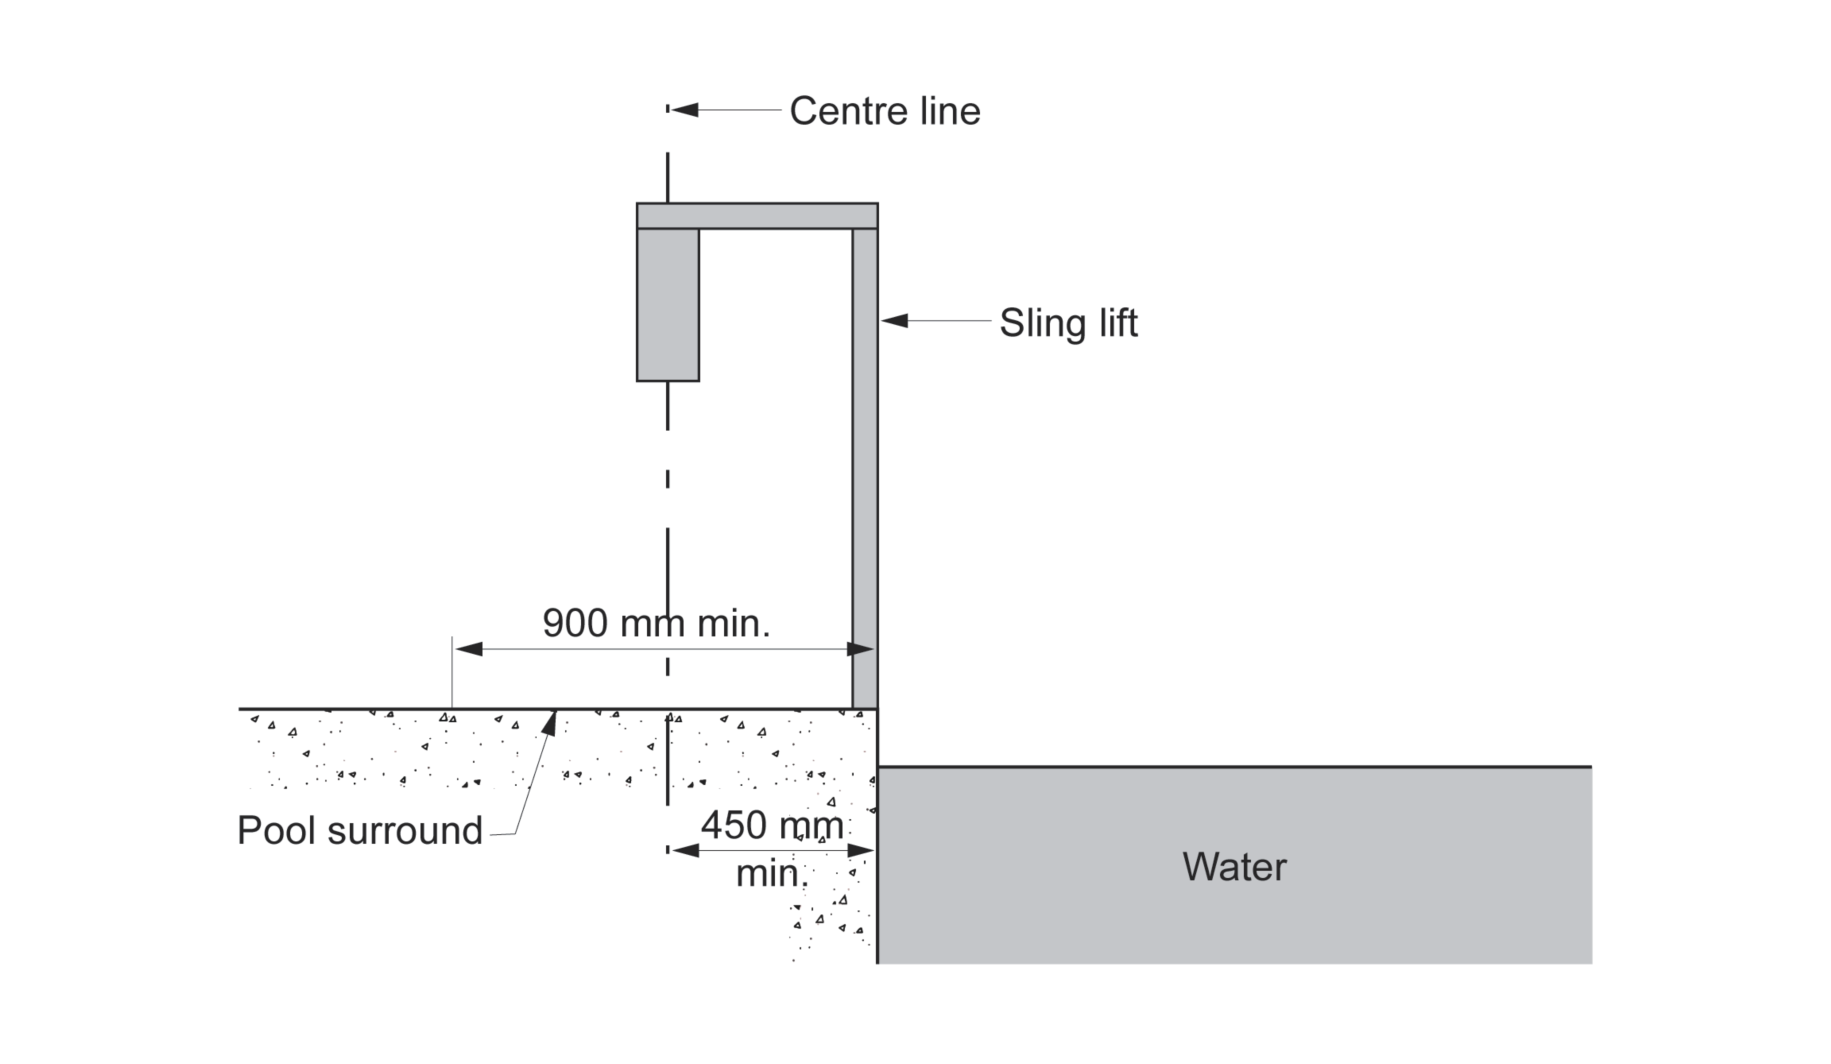 Centre line
Sling lift
900 mm min.
Pool surround
450 mm
min.
Water